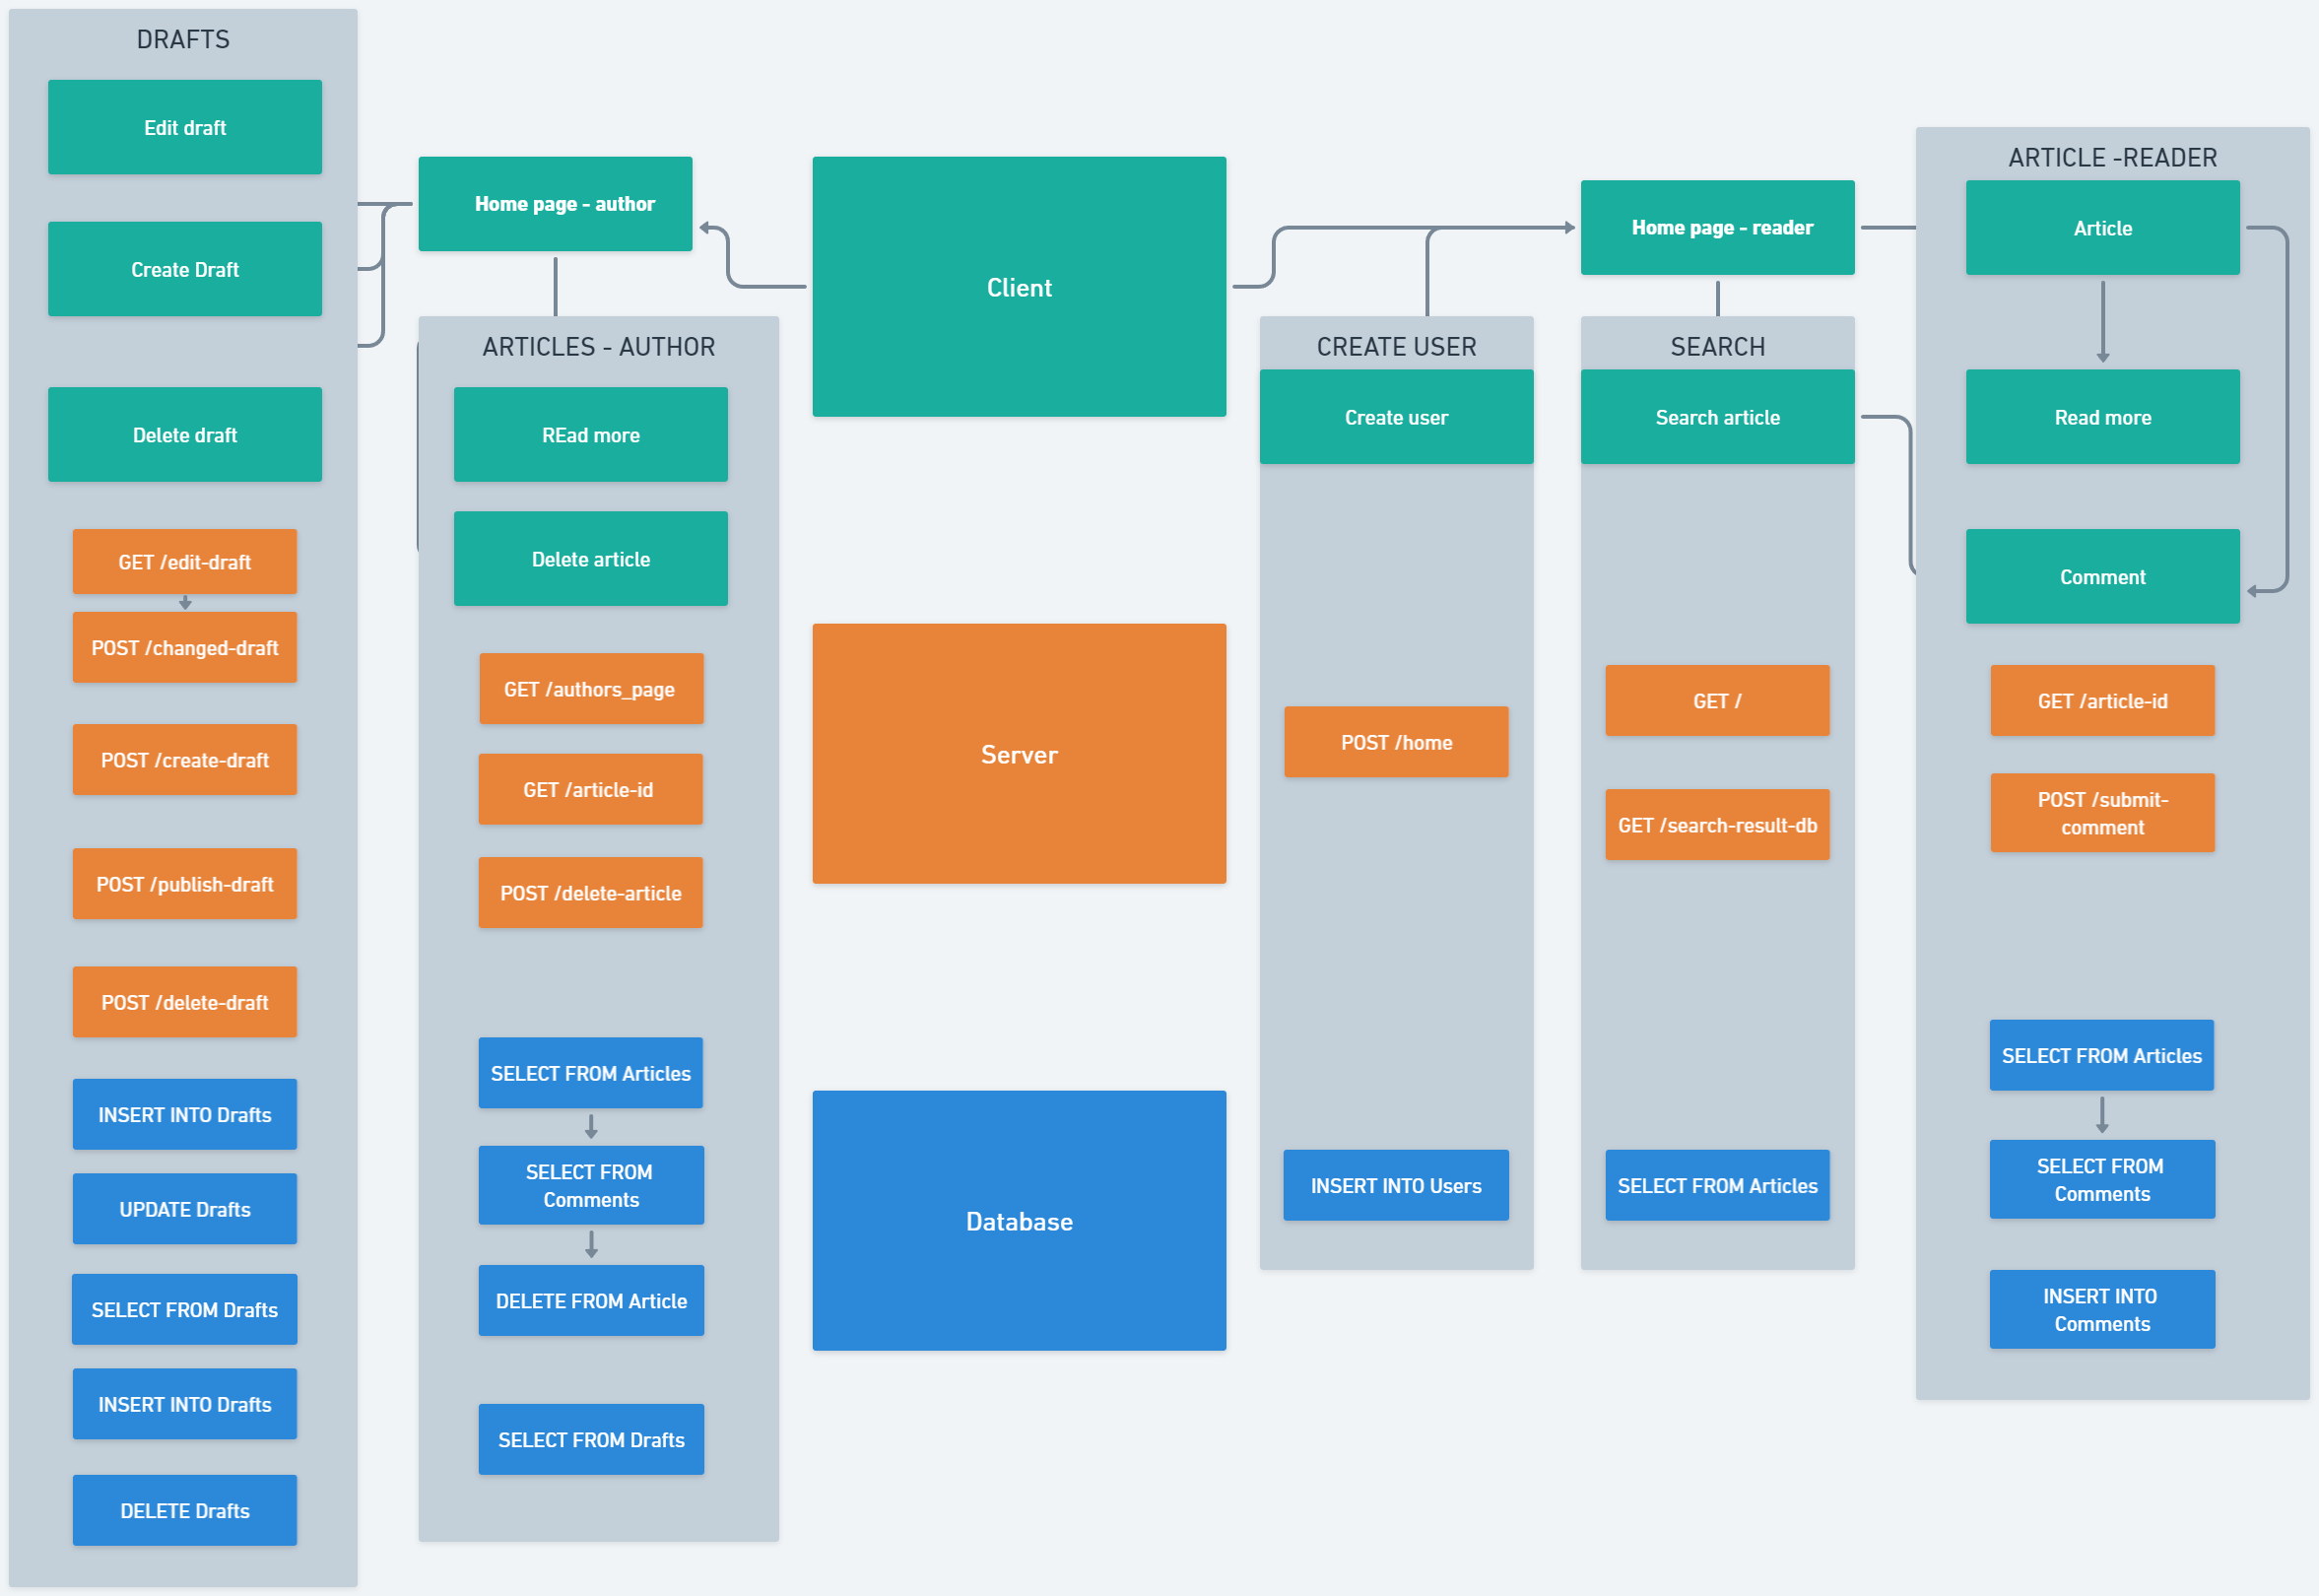 DRAFTS
Edit draft
Create Draft
Delete draft
GET /edit-draft
POST /changed-draft
POST /create-draft
POST /publish-draft
POST /delete-draft
INSERT INTO Drafts
UPDATE Drafts
SELECT FROM Drafts
INSERT INTO Drafts
DELETE Drafts
Home page - author
ARTICLES - AUTHOR
REad more
Delete article
GET /authors_page
GET /article-id
POST /delete-article
SELECT FROM Articles
SELECT FROM
Comments
DELETE FROM Article
SELECT FROM Drafts
Client
Server
Database
CREATE USER
Create user
POST /home
INSERT INTO Users
Home page - reader
SEARCH
Search article
GET /
GET /search-result-db
SELECT FROM Articles
ARTICLE -READER
Article
Read more
Comment
GET /article-id
POST /submit-
comment
SELECT FROM Articles
SELECT FROM
Comments
INSERT INTO
Comments